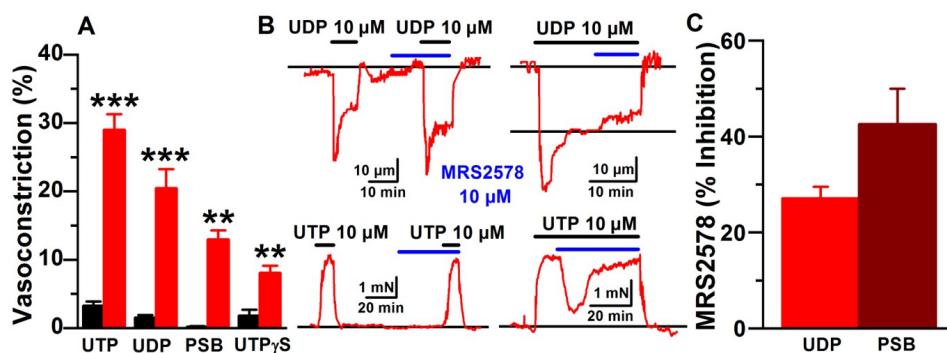 A
Vasoconstriction (%)
40
30
20
10
0
***
***
**
**
UTP
UDP
PSB
UTPγS
B
UDP 10 µM
UDP 10 µM
UDP 10 µM
10 µm
10 min
MRS2578
10 µM
10 µm
10 min
UTP 10 µM
UTP 10 µM
UTP 10 µM
1 mN
20 min
1 mN
20 min
C
MRS2578 (% Inhibition)
60
40
20
0
UDP
PSB